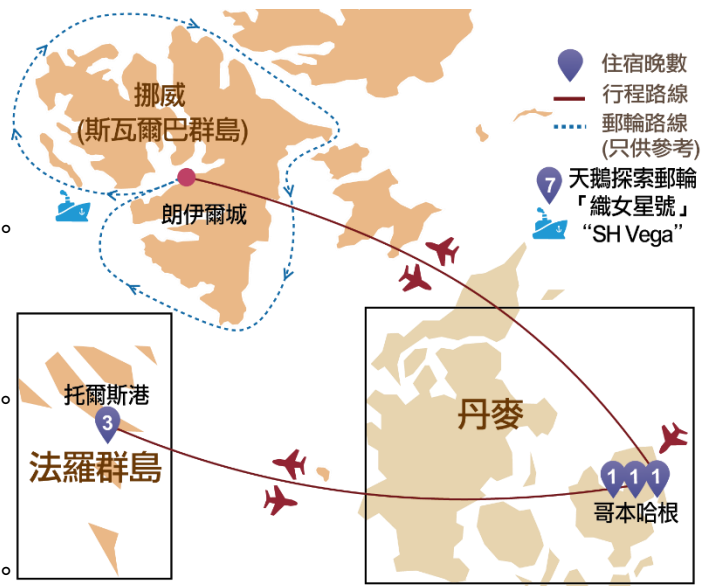 挪威
(斯瓦爾巴群島)
朗伊爾城
住宿晚數
行程路線
郵輪路線
(只供參考)
7
天鵝探索郵輪
「織女星號」
“SH Vega”
。
。
。
托爾斯港
3
法羅群島
丹麥
1 1 1
哥本哈根